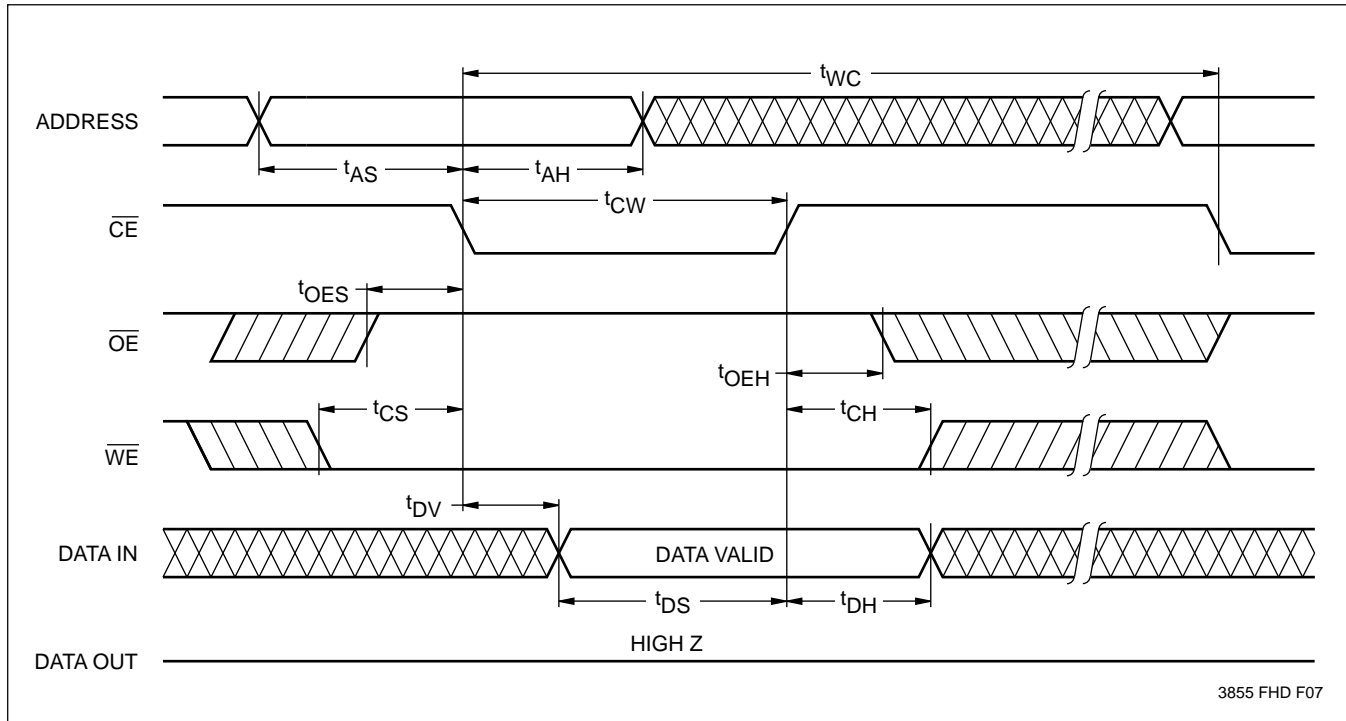 tWC
ADDRESS
tAS
tAH
tCW
CE
tOES
OE
tOEH
tCS
tCH
WE
tDV
DATA IN
DATA VALID
tDS
tDH
HIGH Z
DATA OUT
3855 FHD F07